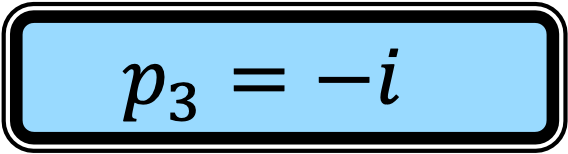 p₃ = −i